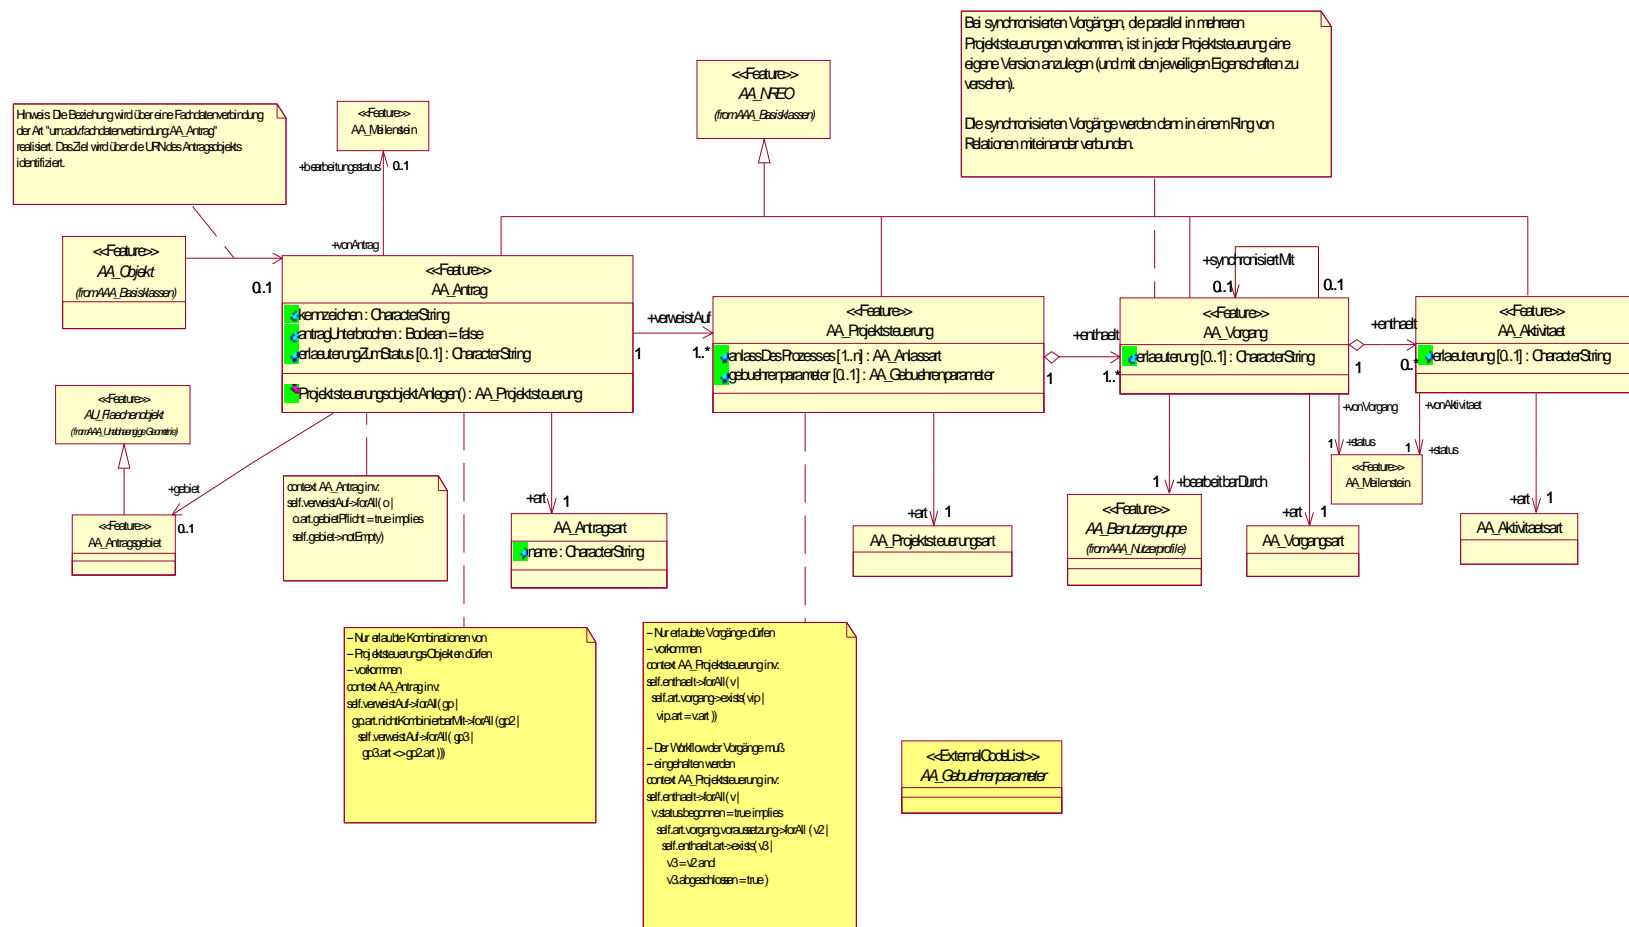 Bei synchronisierten Vorgängen, die parallel in mehreren
Projektsteuerungen vorkommen, ist in jeder Projektsteuerung eine
eigene Version anzulegen (und mit den jeweiligen Eigenschaften zu
versehen).
Die synchronisierten Vorgänge werden dann in einem Ring von
Relationen miteinander verbunden.
<<Feature>>
AA_NREO
(from AAA_Basisklassen)
Hinweis: Die Beziehung wird über eine Fachdatenverbindung
der Art "urn:adv:fachdatenverbindung:AA_Antrag"
realisiert. Das Ziel wird über die URN des Antragsobjekts
identifiziert.
<<Feature>>
AA_Meilenstein
+bearbeitungsstatus
0..1
+vonAntrag
<<Feature>>
AA_Objekt
(from AAA_Basisklassen)
0..1
<<Feature>>
AA_Antrag
kennzeichen : CharacterString
antragUnterbrochen : Boolean = false
erlaeuterungZumStatus [0..1] : CharacterString
ProjektsteuerungsobjektAnlegen() : AA_Projektsteuerung
+verweistAuf
1
1..*
<<Feature>>
AA_Projektsteuerung
anlassDesProzesses [1..n] : AA_Anlassart
gebuehrenparameter [0..1] : AA_Gebuehrenparameter
+enthaelt
1
1..*
+synchronisiertMit
0..1
0..1
<<Feature>>
AA_Vorgang
erlaeuterung [0..1] : CharacterString
+enthaelt
1
0..*
<<Feature>>
AA_Aktivitaet
erlaeuterung [0..1] : CharacterString
<<Feature>>
AU_Flaechenobjekt
(from AAA_Unabhaengige Geometrie)
+gebiet
0..1
<<Feature>>
AA_Antragsgebiet
context AA_Antrag inv:
self.verweistAuf->forAll( o |
o.art.gebietPflicht = true implies
self.gebiet->notEmpty)
+art
1
AA_Antragsart
name : CharacterString
+art
1
AA_Projektsteuerungsart
1
+bearbeitbarDurch
<<Feature>>
AA_Benutzergruppe
(from AAA_Nutzerprofile)
+art
1
AA_Vorgangsart
+vonVorgang
1
+status
+vonAktivitaet
1
+status
<<Feature>>
AA_Meilenstein
+art
1
AA_Aktivitaetsart
-- Nur erlaubte Kombinationen von
-- Projektsteuerungs-Objekten dürfen
-- vorkommen
context AA_Antrag inv:
self.verweistAuf->forAll( gp |
gp.art.nichtKombinierbarMit->forAll (gp2 |
self.verweistAuf->forAll( gp3 |
gp3.art <> gp2.art )))
-- Nur erlaubte Vorgänge dürfen
-- vorkommen
context AA_Projektsteuerung inv:
self.enthaelt->forAll( v |
self.art.vorgang->exists( vip |
vip.art = v.art ))
-- Der Workflow der Vorgänge muß
-- eingehalten werden
context AA_Projektsteuerung inv:
self.enthaelt->forAll( v |
v.status.begonnen = true implies
self.art.vorgang.voraussetzung->forAll ( v2 |
self.enthaelt.art->exists( v3 |
v3 = v2 and
v3.abgeschlossen = true )
<<ExternalCodeList>>
AA_Gebuehrenparameter